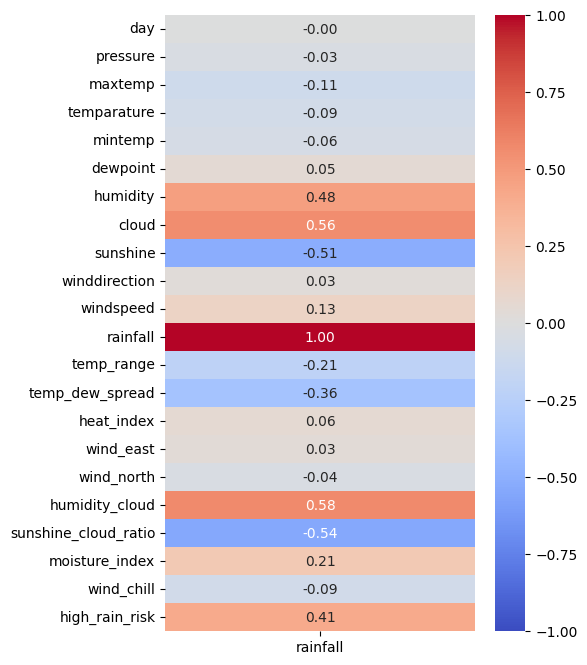 day -0.00
pressure -0.03
maxtemp -0.11
temparature -0.09
mintemp -0.06
dewpoint 0.05
humidity 0.48
cloud 0.56
sunshine -0.51
winddirection 0.03
windspeed 0.13
rainfall 1.00
temp_range -0.21
temp_dew_spread -0.36
heat_index 0.06
wind_east 0.03
wind_north -0.04
humidity_cloud 0.58
sunshine_cloud_ratio -0.54
moisture_index 0.21
wind_chill -0.09
high_rain_risk 0.41
rainfall
1.00
0.75
0.50
0.25
0.00
−0.25
−0.50
−0.75
−1.00